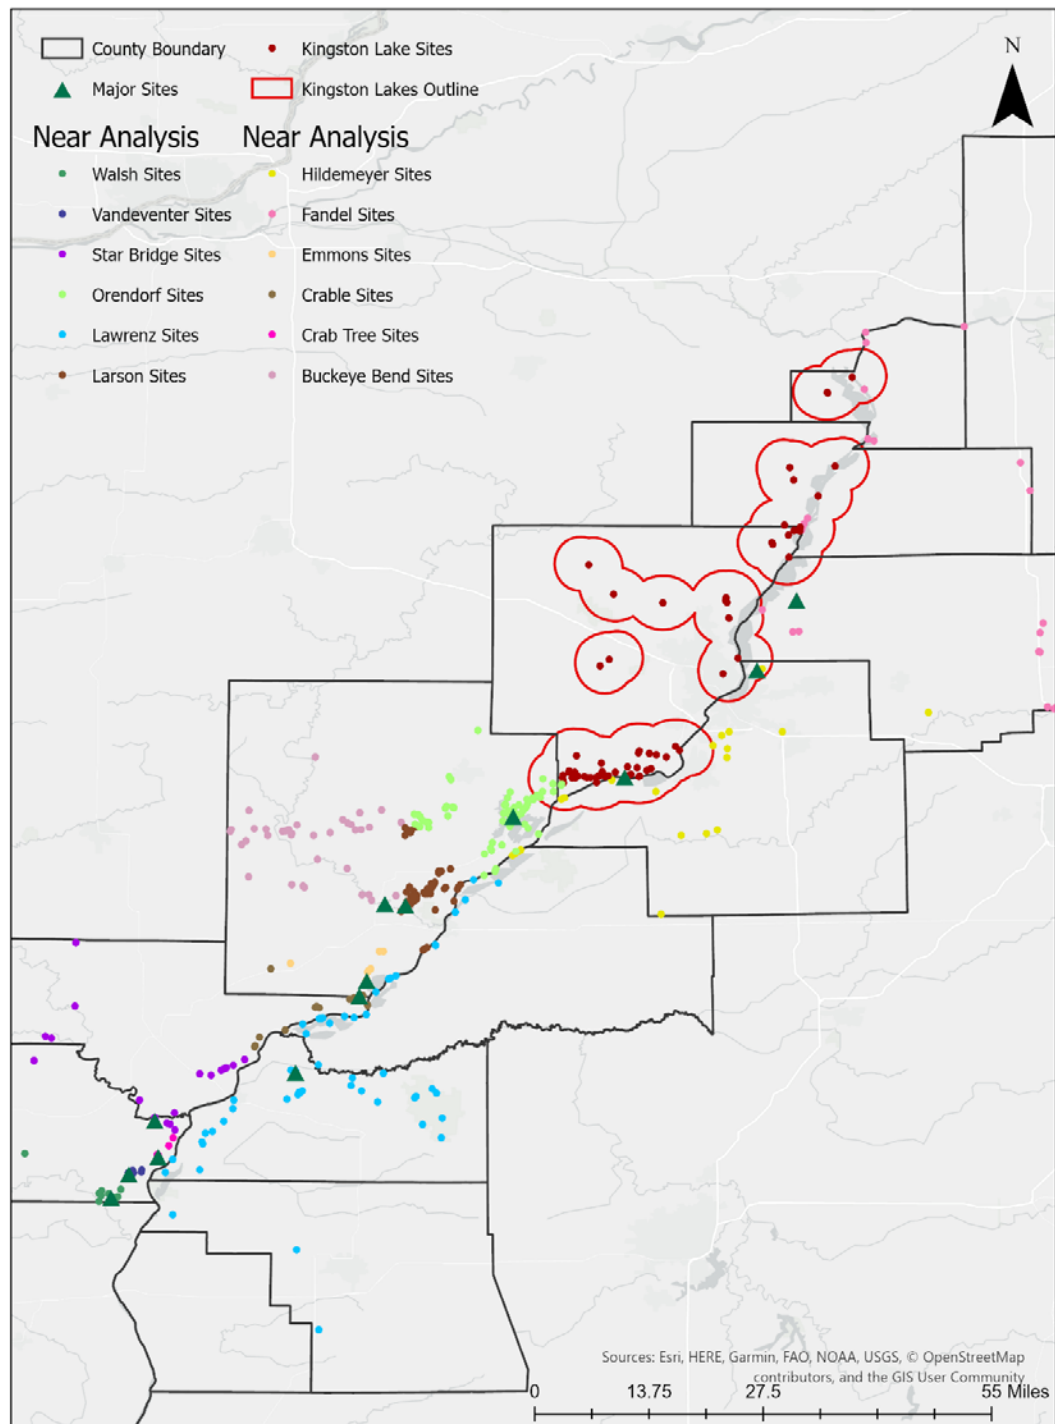 County Boundary
Kingston Lake Sites
N
Major Sites
Kingston Lakes Outline
Near Analysis
Near Analysis
Walsh Sites
Hildemeyer Sites
Vandeventer Sites
Fandel Sites
Star Bridge Sites
Emmons Sites
Orendorf Sites
Crable Sites
Lawrenz Sites
Crab Tree Sites
Larson Sites
Buckeye Bend Sites
Sources: Esri, HERE, Garmin, FAO, NOAA, USGS, © OpenStreetMap
contributors, and the GIS User Community
0 13.75 27.5 55 Miles